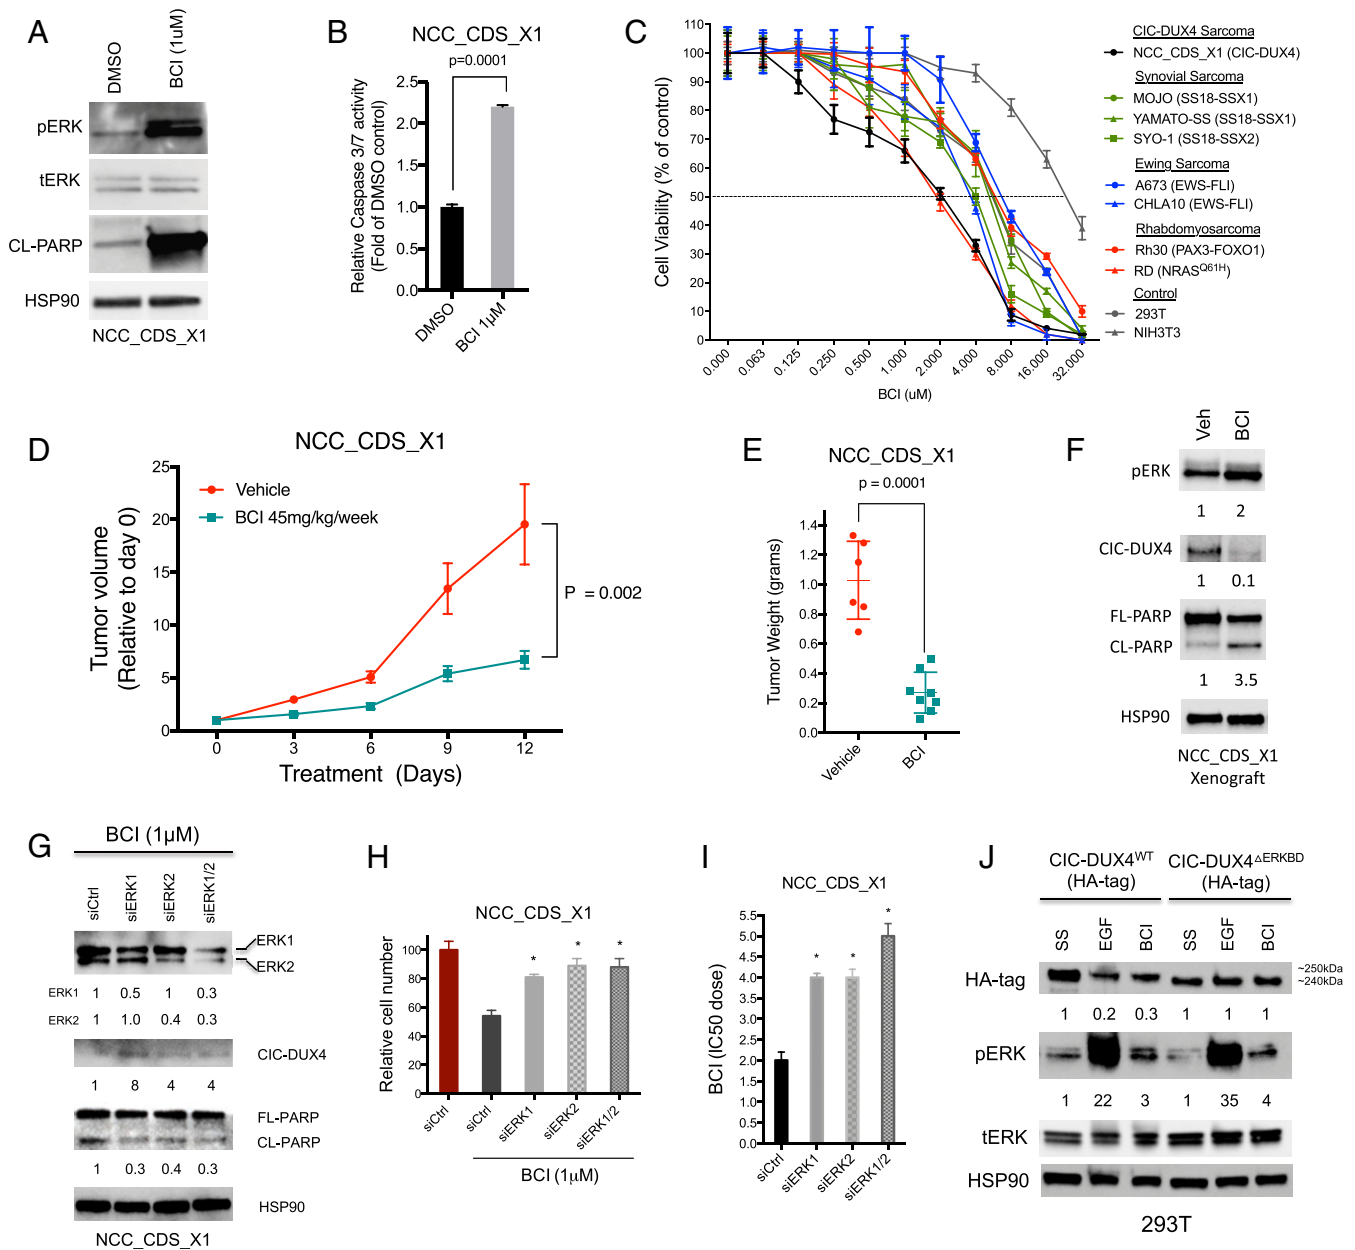 A
DMSO
BCI (1uM)
pERK
tERK
CL-PARP
HSP90
NCC_CDS_X1
B
NCC_CDS_X1
p=0.0001
Relative Caspase 3/7 activity
(Fold of DMSO control)
2.5
2.0
1.5
1.0
0.5
0.0
DMSO
BCI 1µM
C
Cell Viability (% of control)
110
100
90
80
70
60
50
40
30
20
10
0
0.000
0.063
0.125
0.250
0.500
1.000
2.000
4.000
8.000
16.000
32.000
BCI (uM)
CIC-DUX4 Sarcoma
NCC_CDS_X1 (CIC-DUX4)
Synovial Sarcoma
MOJO (SS18-SSX1)
YAMATO-SS (SS18-SSX1)
SYO-1 (SS18-SSX2)
Ewing Sarcoma
A673 (EWS-FLI)
CHLA10 (EWS-FLI)
Rhabdomyosarcoma
Rh30 (PAX3-FOXO1)
RD (NRASQ61H)
Control
293T
NIH3T3
D
NCC_CDS_X1
Tumor volume
(Relative to day 0)
25
20
15
10
5
0
Vehicle
BCI 45mg/kg/week
P = 0.002
0 3 6 9 12
Treatment (Days)
E
NCC_CDS_X1
p = 0.0001
Tumor Weight (grams)
1.4
1.2
1.0
0.8
0.6
0.4
0.2
0.0
Vehicle
BCI
F
Veh
BCI
pERK
1 2
CIC-DUX4
1 0.1
FL-PARP
CL-PARP
1 3.5
HSP90
NCC_CDS_X1
Xenograft
G
BCI (1µM)
siCtrl
siERK1
siERK2
siERK1/2
ERK1
ERK2
ERK1 1 0.5 1 0.3
ERK2 1 1.0 0.4 0.3
CIC-DUX4
1 8 4 4
FL-PARP
CL-PARP
1 0.3 0.4 0.3
HSP90
NCC_CDS_X1
H
NCC_CDS_X1
Relative cell number
100
80
60
40
20
0
* * *
siCtrl
siCtrl
siERK1
siERK2
siERK1/2
BCI (1µM)
I
NCC_CDS_X1
BCI (IC50 dose)
5.5
5.0
4.5
4.0
3.5
3.0
2.5
2.0
1.5
1.0
0.5
0.0
* * *
siCtrl
siERK1
siERK2
siERK1/2
J
CIC-DUX4WT CIC-DUX4ΔERKBD
(HA-tag) (HA-tag)
SS
EGF
BCI
SS
EGF
BCI
HA-tag
~250kDa
~240kDa
1 0.2 0.3 1 1 1
pERK
1 22 3 1 35 4
tERK
HSP90
293T